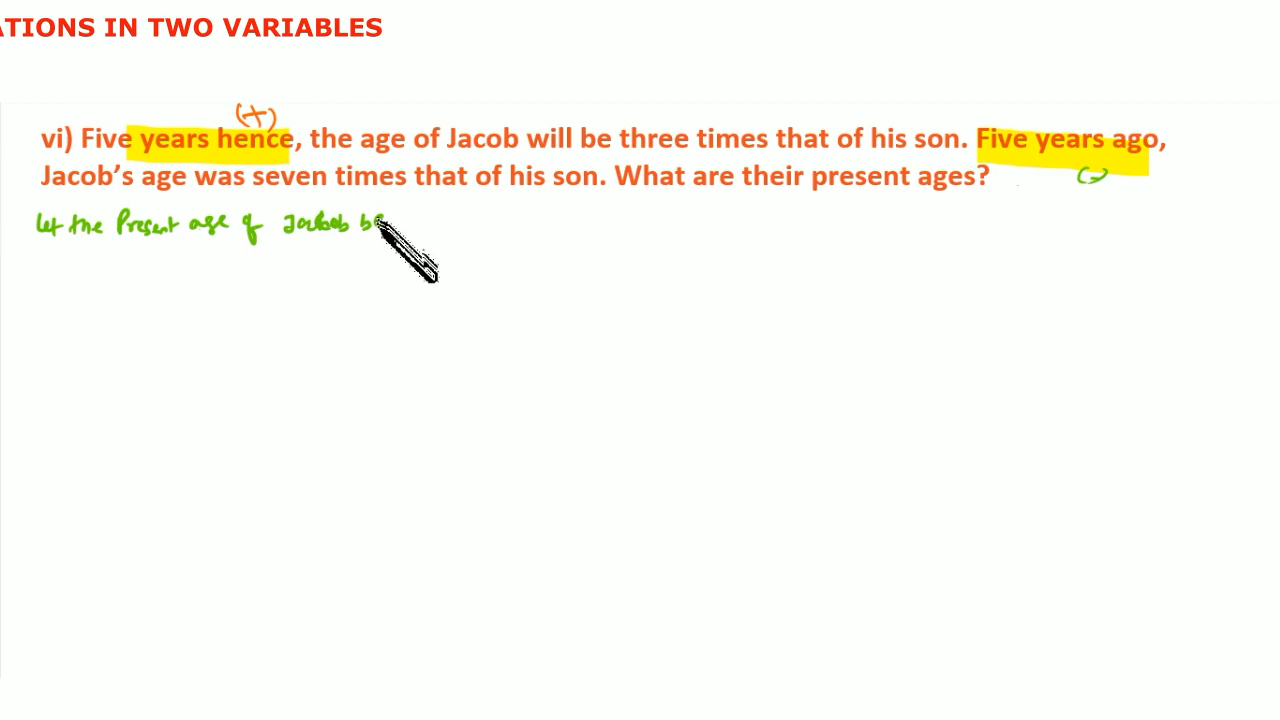 ATIONS IN TWO VARIABLES
(+)
vi) Five years hence, the age of Jacob will be three times that of his son. Five years ago,
Jacob’s age was seven times that of his son. What are their present ages?
(-)
let the Present age of Jacob be